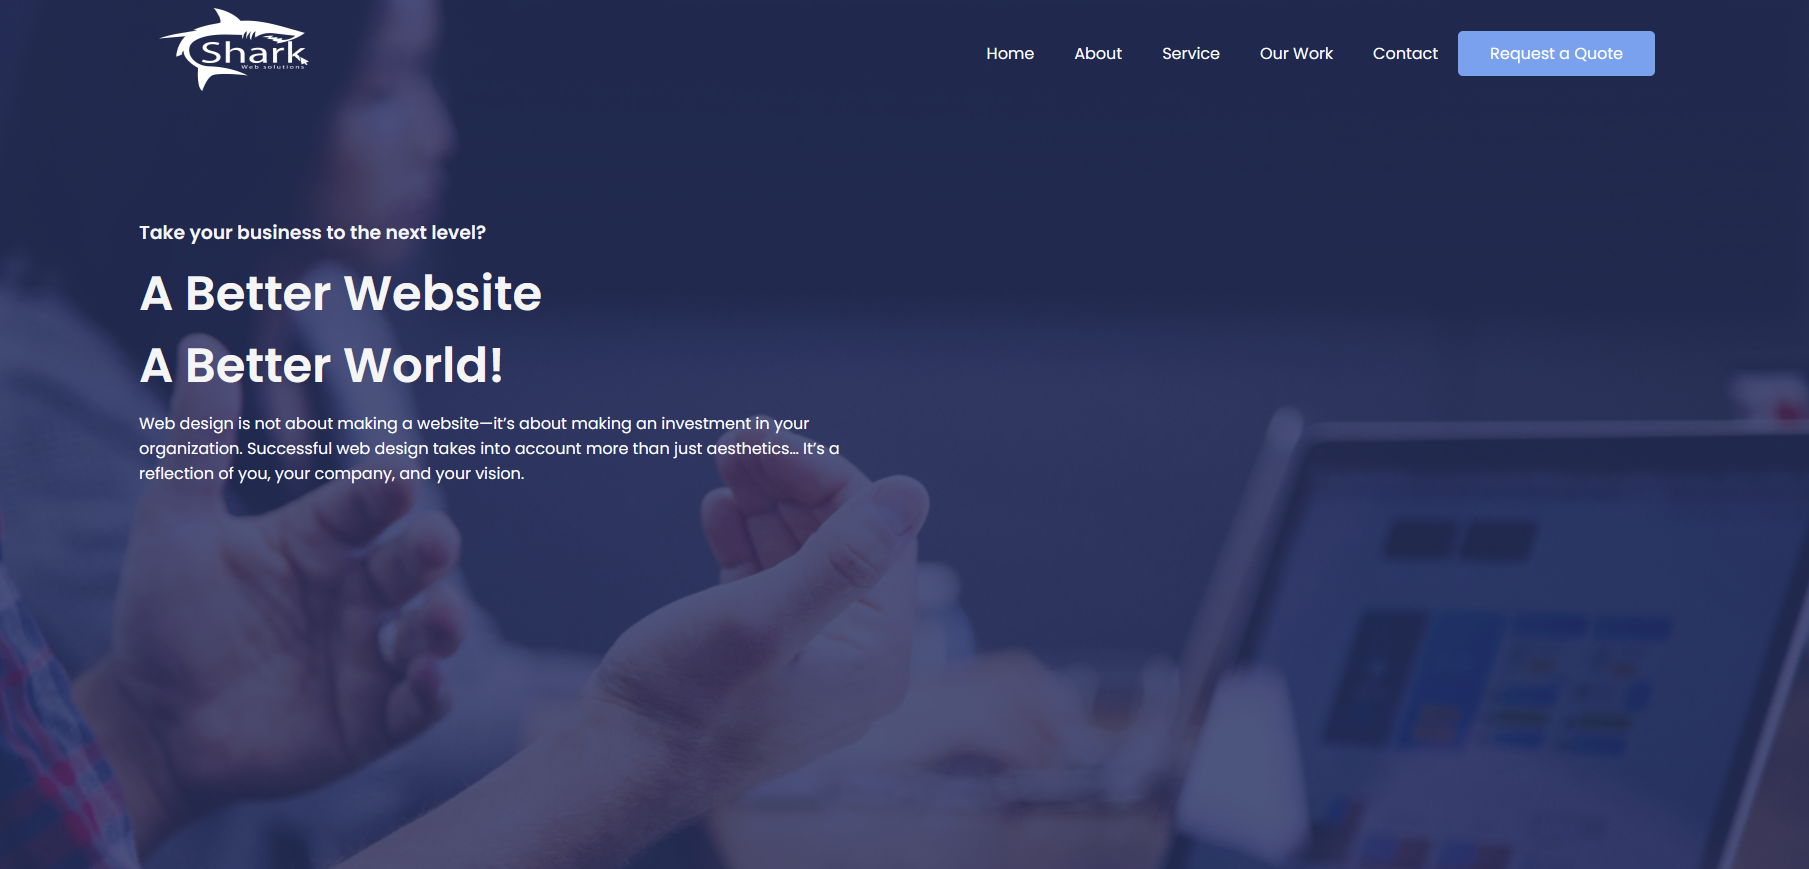 Shark
Web solutions
Home About Service Our Work Contact Request a Quote
Take your business to the next level?
A Better Website
A Better World!
Web design is not about making a website—it’s about making an investment in your
organization. Successful web design takes into account more than just aesthetics… It’s a
reflection of you, your company, and your vision.